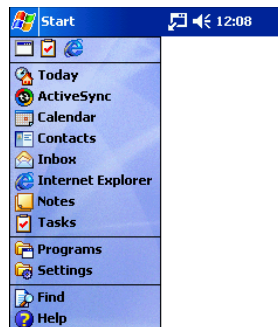 Start 12:08
Today
ActiveSync
Calendar
Contacts
Inbox
Internet Explorer
Notes
Tasks
Programs
Settings
Find
Help